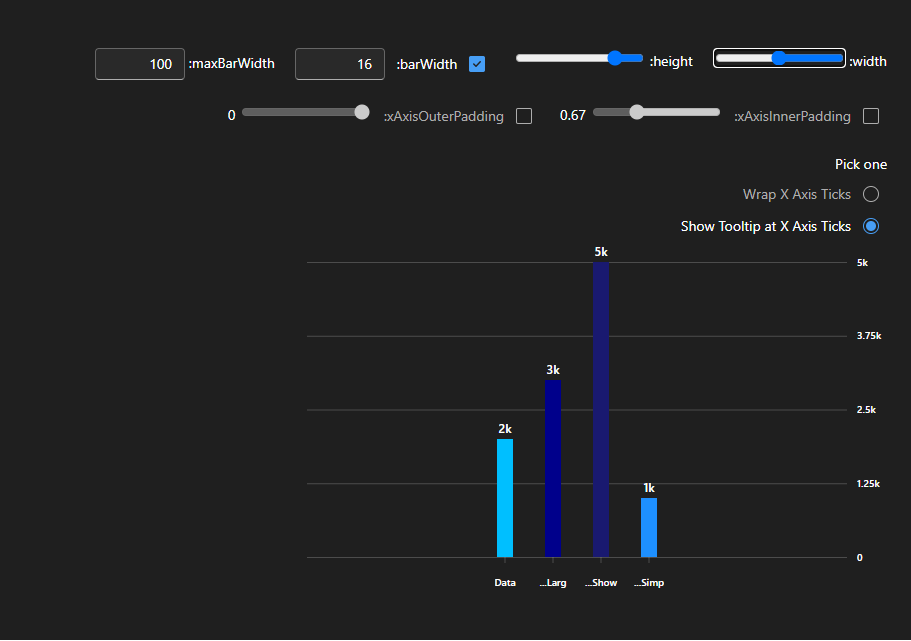 100 :maxBarWidth 16 :barWidth :height :width
0 :xAxisOuterPadding 0.67 :xAxisInnerPadding
Pick one
Wrap X Axis Ticks
Show Tooltip at X Axis Ticks
5k
5k
3.75k
3k
2.5k
2k
1.25k
1k
0
Data ...Larg ...Show ...Simp